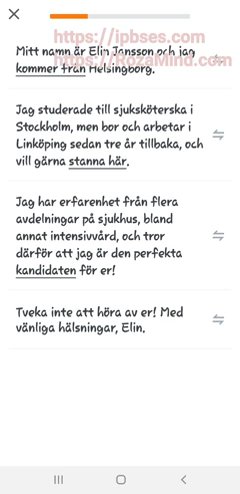 https://ipbses.com
https://RozaMind.com
Mitt namn är Elin Jansson och jag
kommer från Helsingborg.
Jag studerade till sjuksköterska i
Stockholm, men bor och arbetar i
Linköping sedan tre år tillbaka, och
vill gärna stanna här.
Jag har erfarenhet från flera
avdelningar på sjukhus, bland
annat intensivvård, och tror
därför att jag är den perfekta
kandidaten för er!
Tveka inte att höra av er! Med
vänliga hälsningar, Elin.